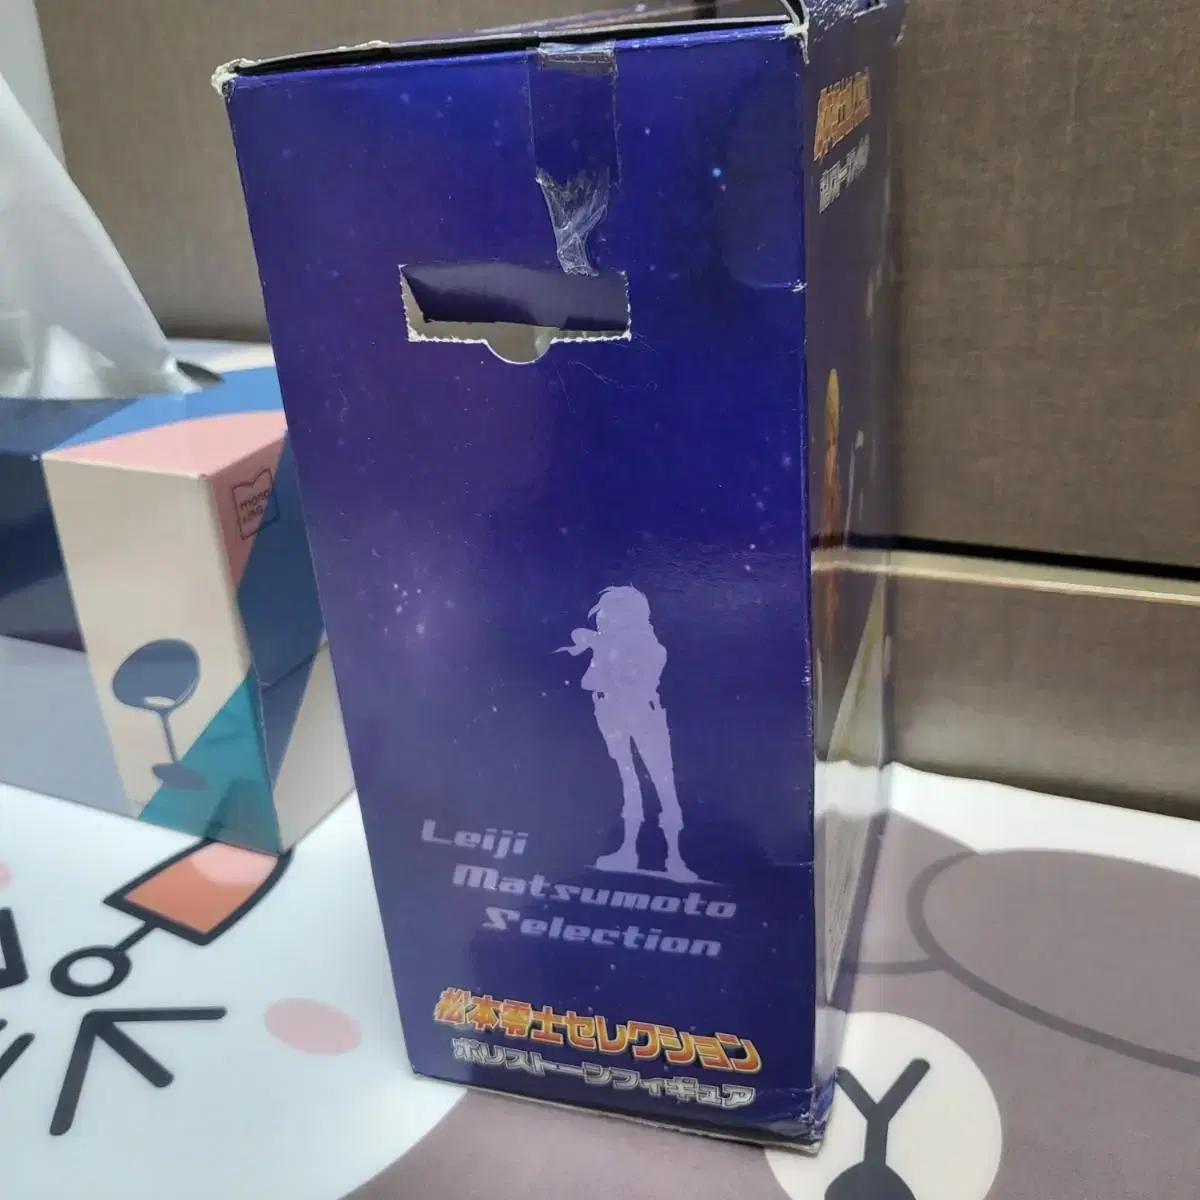 Leiji
Matsumoto
Selection
松本零士セレクション
ポリストーンフィギュア